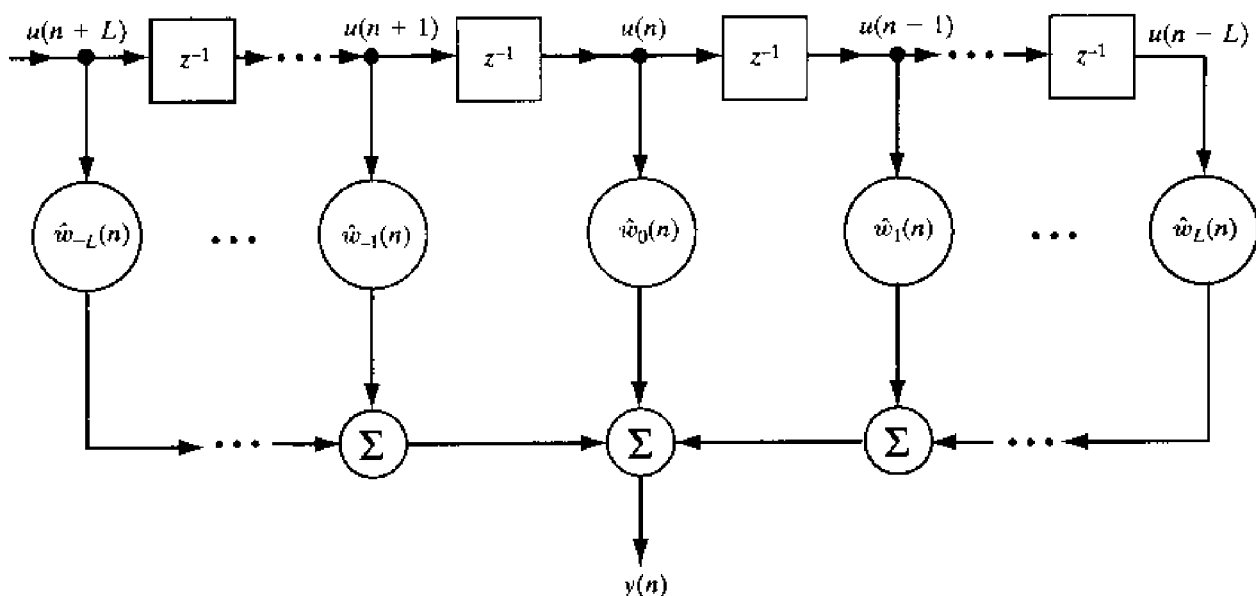 u(n + L) u(n + 1) u(n) u(n − 1) u(n − L)
z⁻¹ z⁻¹ z⁻¹ z⁻¹
ŵ₋L(n) ŵ₋₁(n) ŵ₀(n) ŵ₁(n) ŵL(n)
Σ Σ Σ
y(n)